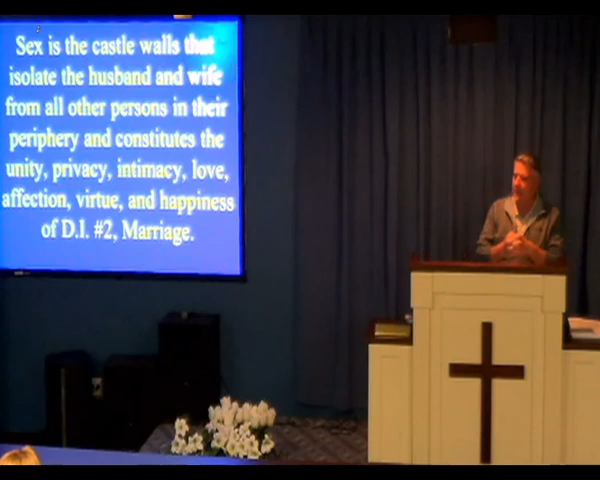 Sex is the castle walls that
isolate the husband and wife
from all other persons in their
periphery and constitutes the
unity, privacy, intimacy, love,
affection, virtue, and happiness
of D.I. #2, Marriage.